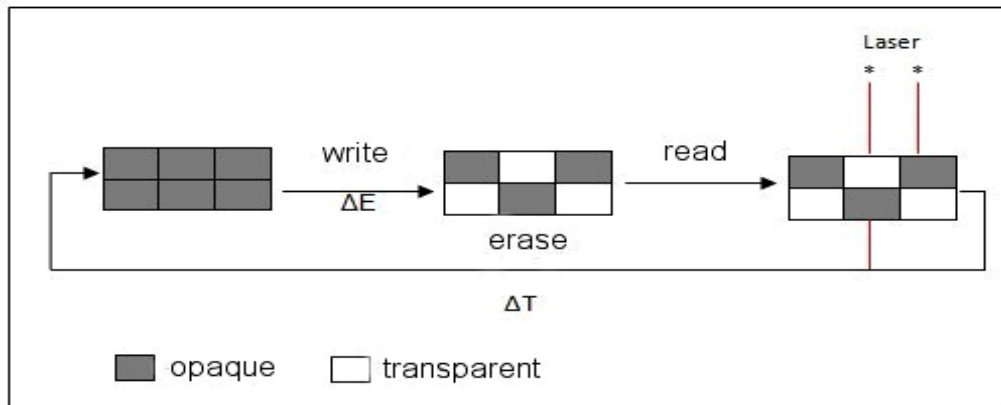 Laser
* *
write
ΔE
read
erase
ΔT
opaque
transparent